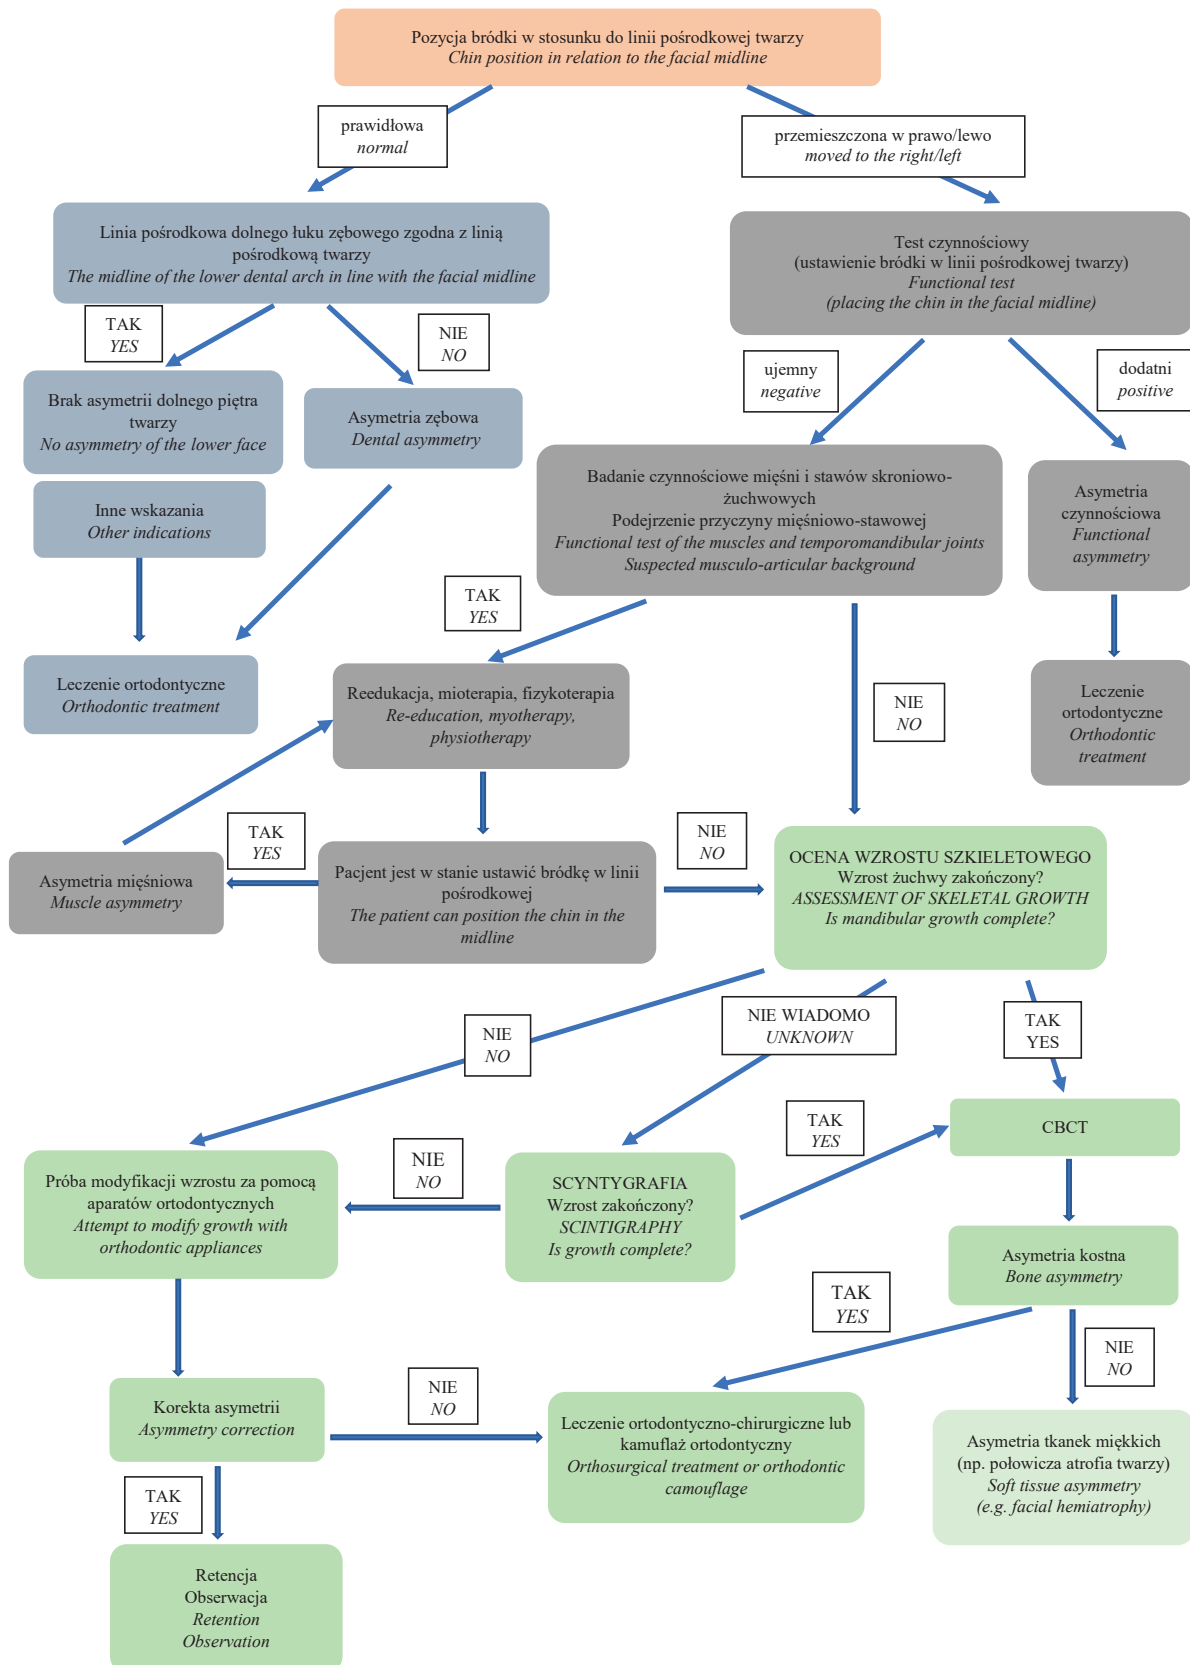 Pozycja bródki w stosunku do linii pośrodkowej twarzy
Chin position in relation to the facial midline
prawidłowa
normal
przemieszczona w prawo/lewo
moved to the right/left
Linia pośrodkowa dolnego łuku zębowego zgodna z linią
pośrodkową twarzy
The midline of the lower dental arch in line with the facial midline
Test czynnościowy
(ustawienie bródki w linii pośrodkowej twarzy)
Functional test
(placing the chin in the facial midline)
TAK
YES
NIE
NO
ujemny
negative
dodatni
positive
Brak asymetrii dolnego piętra
twarzy
No asymmetry of the lower face
Asymetria zębowa
Dental asymmetry
Inne wskazania
Other indications
Badanie czynnościowe mięśni i stawów skroniowo-
żuchwowych
Podejrzenie przyczyny mięśniowo-stawowej
Functional test of the muscles and temporomandibular joints
Suspected musculo-articular background
Asymetria
czynnościowa
Functional
asymmetry
TAK
YES
NIE
NO
Leczenie ortodontyczne
Orthodontic treatment
Reedukacja, mioterapia, fizykoterapia
Re-education, myotherapy,
physiotherapy
Leczenie
ortodontyczne
Orthodontic
treatment
TAK
YES
NIE
NO
Asymetria mięśniowa
Muscle asymmetry
Pacjent jest w stanie ustawić bródkę w linii
pośrodkowej
The patient can position the chin in the
midline
OCENA WZROSTU SZKIELETOWEGO
Wzrost żuchwy zakończony?
ASSESSMENT OF SKELETAL GROWTH
Is mandibular growth complete?
NIE
NO
NIE WIADOMO
UNKNOWN
TAK
YES
TAK
YES
CBCT
NIE
NO
Próba modyfikacji wzrostu za pomocą
aparatów ortodontycznych
Attempt to modify growth with
orthodontic appliances
SCYNTYGRAFIA
Wzrost zakończony?
SCINTIGRAPHY
Is growth complete?
Asymetria kostna
Bone asymmetry
TAK
YES
NIE
NO
Korekta asymetrii
Asymmetry correction
NIE
NO
Leczenie ortodontyczno-chirurgiczne lub
kamuflaż ortodontyczny
Orthosurgical treatment or orthodontic
camouflage
Asymetria tkanek miękkich
(np. połowicza atrofia twarzy)
Soft tissue asymmetry
(e.g. facial hemiatrophy)
TAK
YES
Retencja
Obserwacja
Retention
Observation